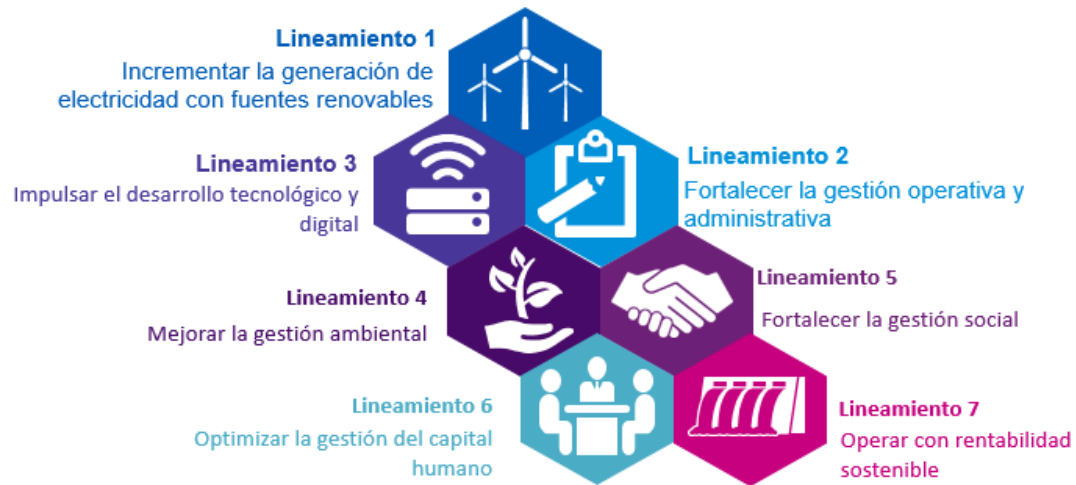 Lineamiento 1
Incrementar la generación de
electricidad con fuentes renovables
Lineamiento 2
Fortalecer la gestión operativa y
administrativa
Lineamiento 3
Impulsar el desarrollo tecnológico y
digital
Lineamiento 4
Mejorar la gestión ambiental
Lineamiento 5
Fortalecer la gestión social
Lineamiento 6
Optimizar la gestión del capital
humano
Lineamiento 7
Operar con rentabilidad
sostenible